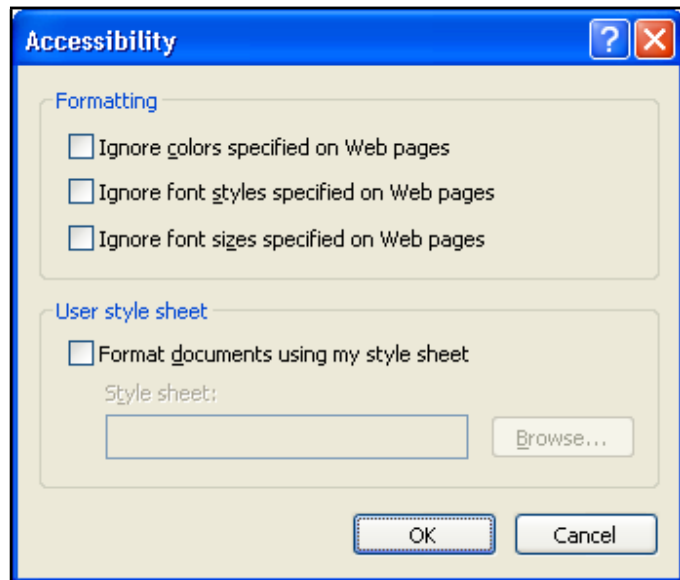 Accessibility
Formatting
Ignore colors specified on Web pages
Ignore font styles specified on Web pages
Ignore font sizes specified on Web pages
User style sheet
Format documents using my style sheet
Style sheet:
Browse...
OK Cancel